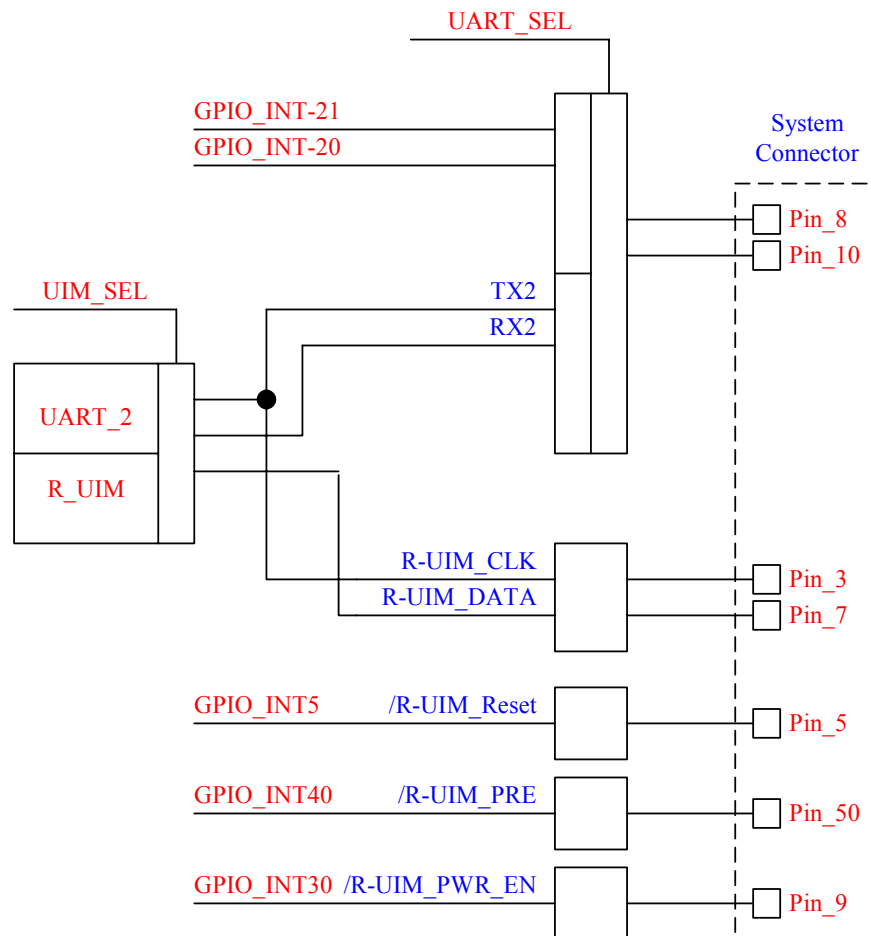 UART_SEL
GPIO_INT-21
GPIO_INT-20
System
Connector
Pin_8
Pin_10
UIM_SEL
TX2
RX2
UART_2
R_UIM
R-UIM_CLK
Pin_3
R-UIM_DATA
Pin_7
GPIO_INT5 /R-UIM_Reset
Pin_5
GPIO_INT40 /R-UIM_PRE
Pin_50
GPIO_INT30 /R-UIM_PWR_EN
Pin_9